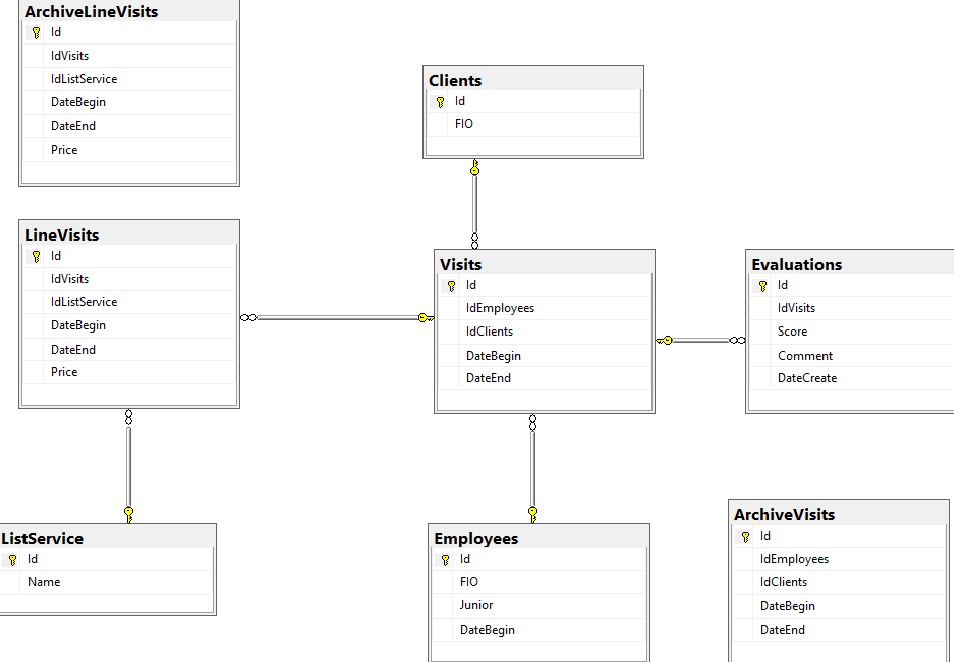 ArchiveLineVisits
Id
IdVisits
IdListService
DateBegin
DateEnd
Price
Clients
Id
FIO
LineVisits
Id
IdVisits
IdListService
DateBegin
DateEnd
Price
Visits
Id
IdEmployees
IdClients
DateBegin
DateEnd
Evaluations
Id
IdVisits
Score
Comment
DateCreate
ListService
Id
Name
Employees
Id
FIO
Junior
DateBegin
ArchiveVisits
Id
IdEmployees
IdClients
DateBegin
DateEnd